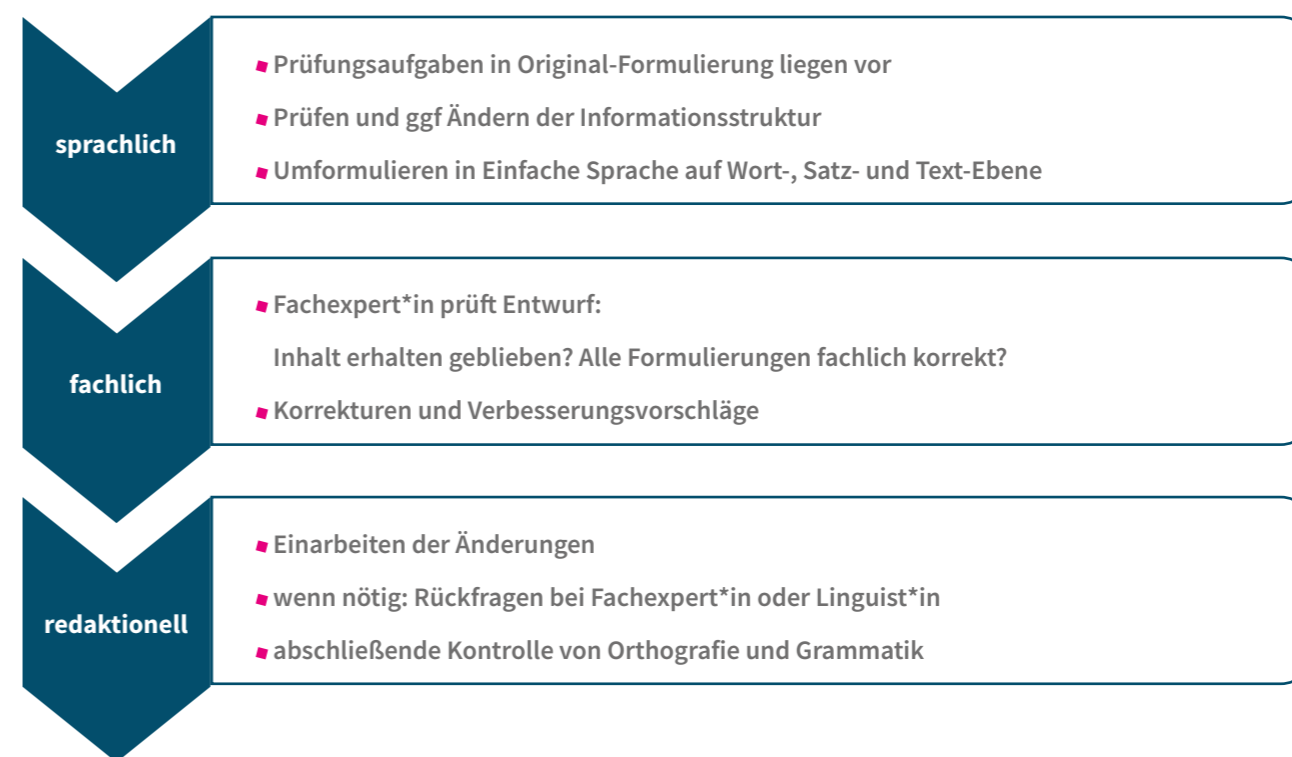 sprachlich
Prüfungsaufgaben in Original-Formulierung liegen vor
Prüfen und ggf Ändern der Informationsstruktur
Umformulieren in Einfache Sprache auf Wort-, Satz- und Text-Ebene
fachlich
Fachexpert*in prüft Entwurf:
Inhalt erhalten geblieben? Alle Formulierungen fachlich korrekt?
Korrekturen und Verbesserungsvorschläge
redaktionell
Einarbeiten der Änderungen
wenn nötig: Rückfragen bei Fachexpert*in oder Linguist*in
abschließende Kontrolle von Orthografie und Grammatik